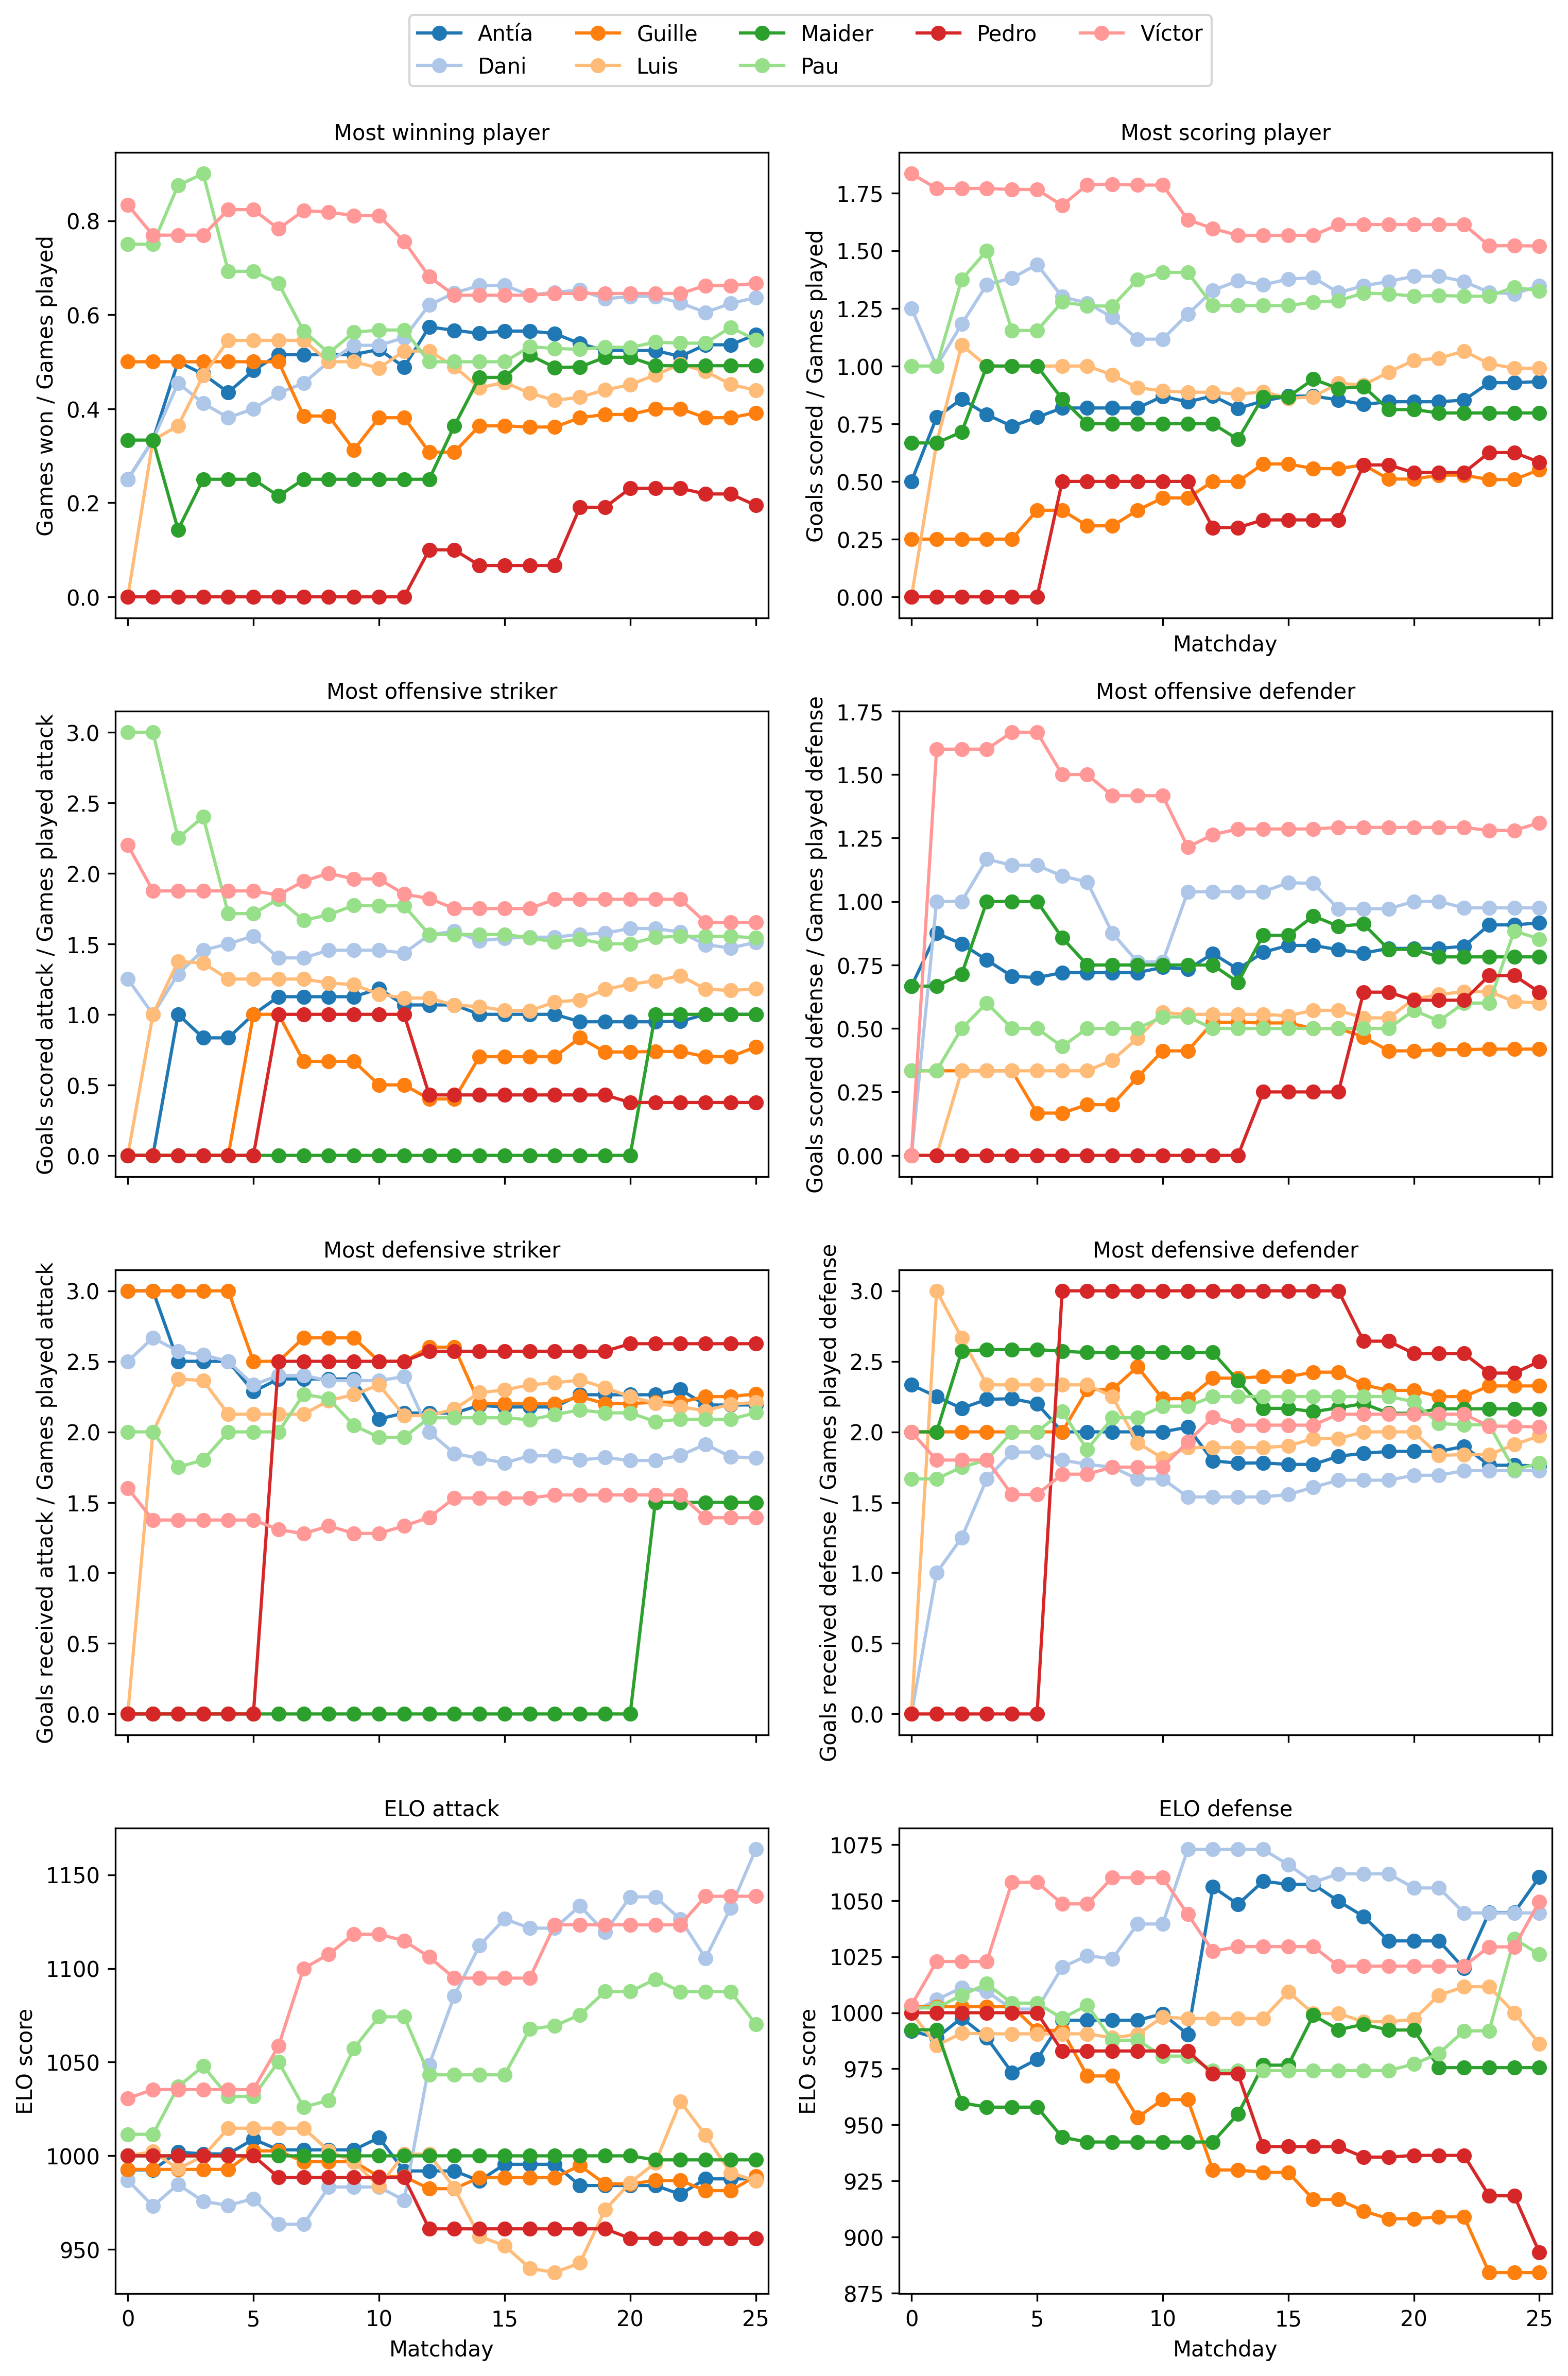 Antía Guille Maider Pedro Víctor
Dani Luis Pau
Most winning player
Games won / Games played
0.8
0.6
0.4
0.2
0.0
Most scoring player
Goals scored / Games played
1.75
1.50
1.25
1.00
0.75
0.50
0.25
0.00
Matchday
Most offensive striker
Goals scored attack / Games played attack
3.0
2.5
2.0
1.5
1.0
0.5
0.0
Most offensive defender
Goals scored defense / Games played defense
1.75
1.50
1.25
1.00
0.75
0.50
0.25
0.00
Most defensive striker
Goals received attack / Games played attack
3.0
2.5
2.0
1.5
1.0
0.5
0.0
Most defensive defender
Goals received defense / Games played defense
3.0
2.5
2.0
1.5
1.0
0.5
0.0
ELO attack
ELO score
1150
1100
1050
1000
950
0 5 10 15 20 25
Matchday
ELO defense
ELO score
1075
1050
1025
1000
975
950
925
900
875
0 5 10 15 20 25
Matchday